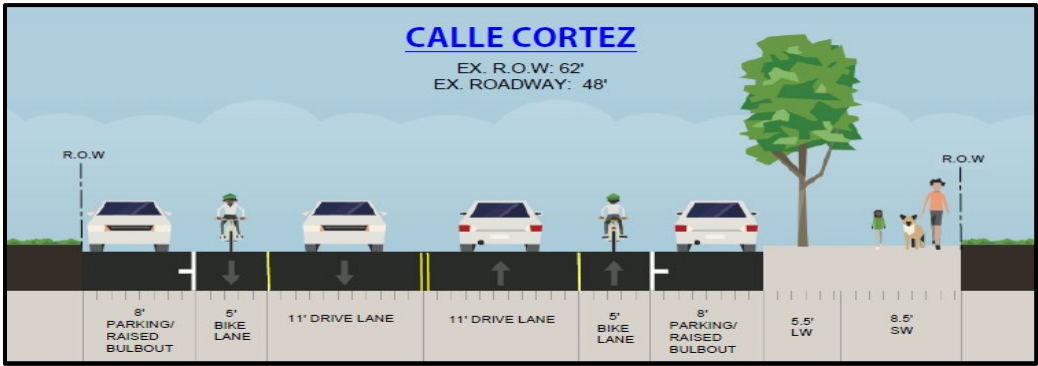 CALLE CORTEZ
EX. R.O.W: 62'
EX. ROADWAY: 48'
R.O.W
R.O.W
8'
PARKING/
RAISED
BULBOUT
5'
BIKE
LANE
11' DRIVE LANE
11' DRIVE LANE
5'
BIKE
LANE
8'
PARKING/
RAISED
BULBOUT
5.5'
LW
8.5'
SW